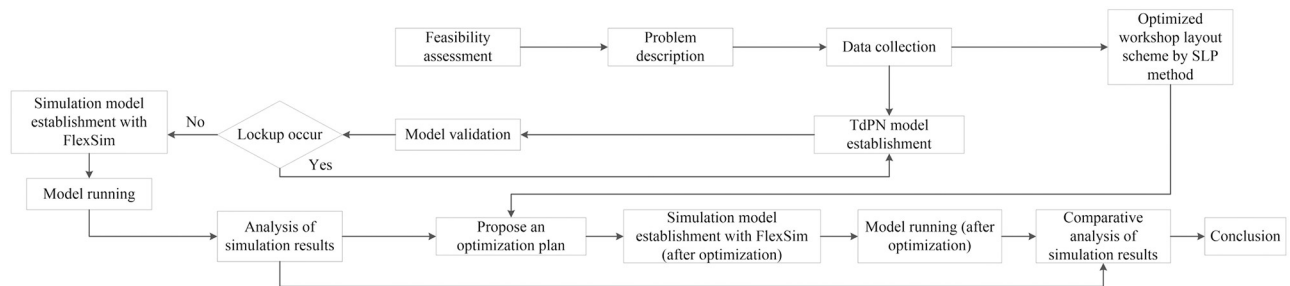 Feasibility
assessment
Problem
description
Data collection
Optimized
workshop layout
scheme by SLP
method
Simulation model
establishment with
FlexSim
No
Lockup occur
Yes
Model validation
TdPN model
establishment
Model running
Analysis of
simulation results
Propose an
optimization plan
Simulation model
establishment with FlexSim
(after optimization)
Model running (after
optimization)
Comparative
analysis of
simulation results
Conclusion